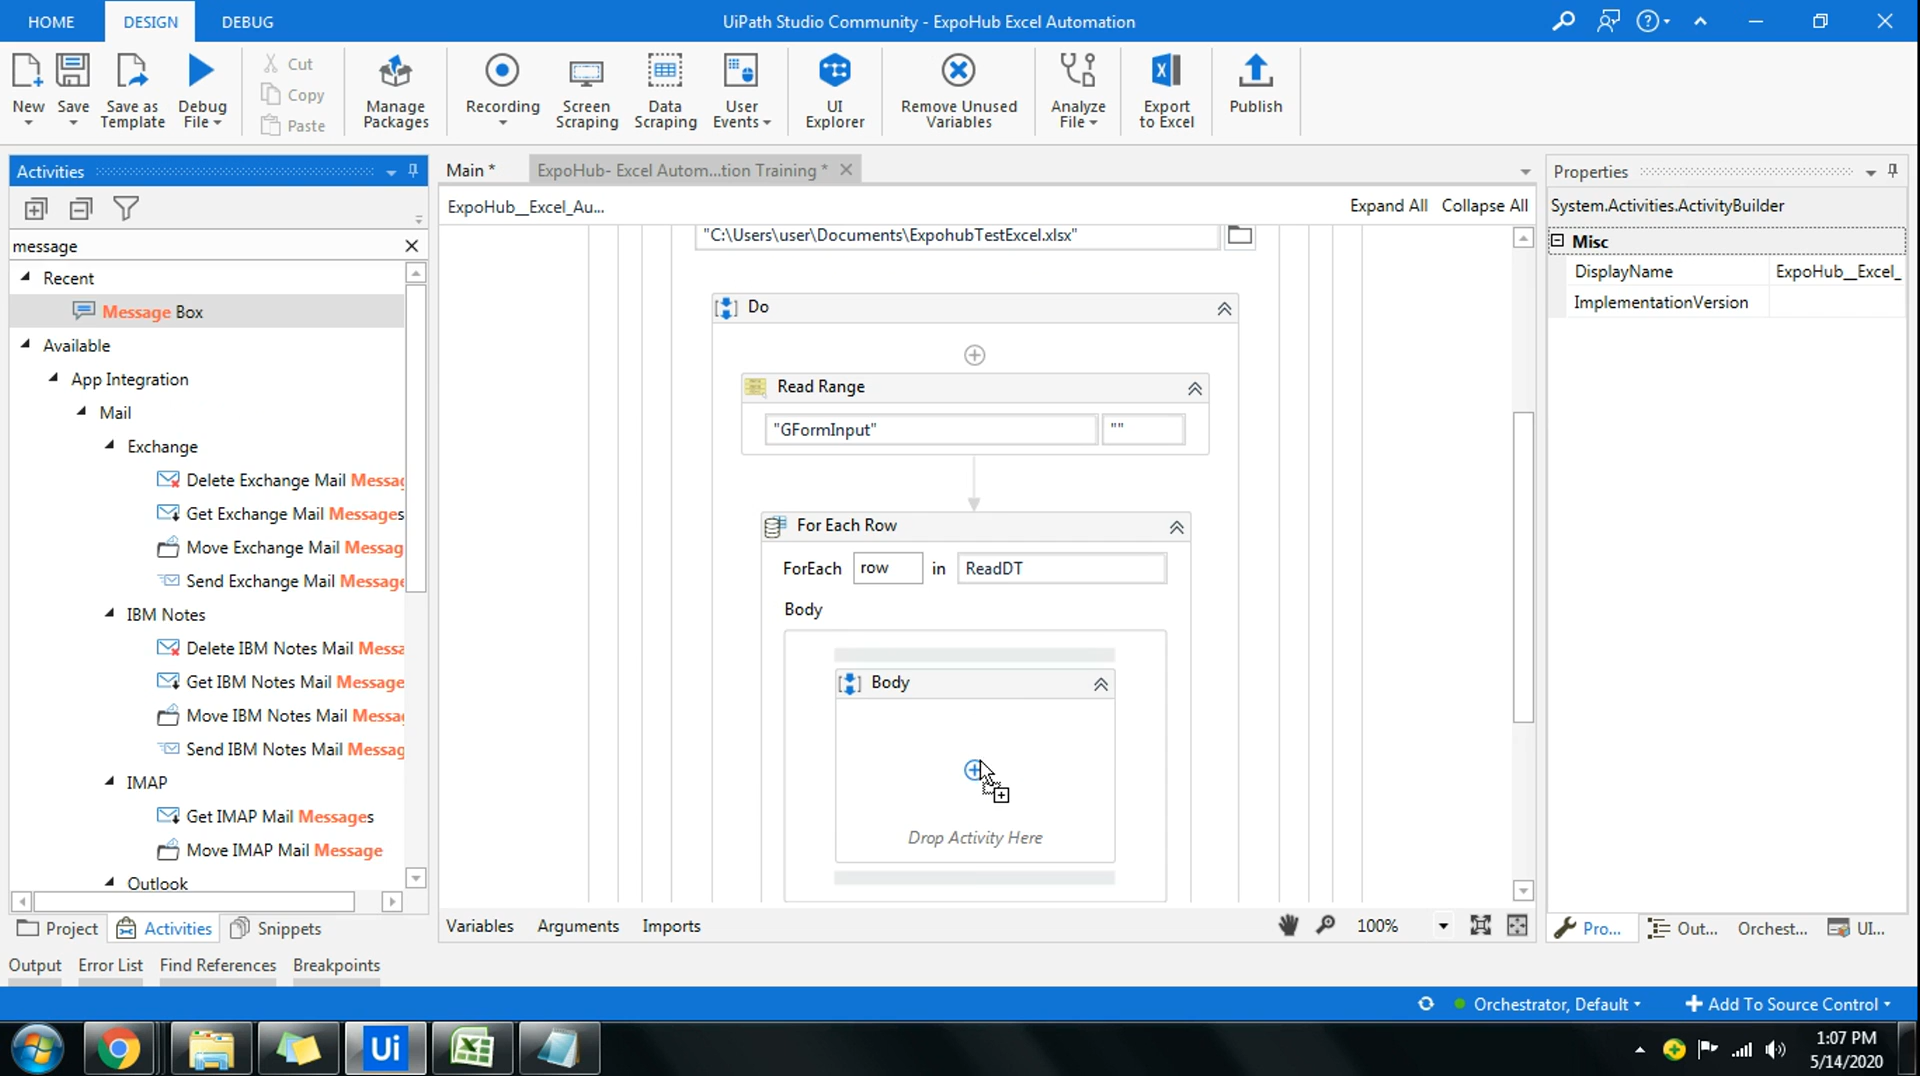 HOME DESIGN DEBUG UiPath Studio Community - ExpoHub Excel Automation
Cut
Copy
Paste
New Save Save as Template Debug File Manage Packages Recording Screen Scraping Data Scraping User Events UI Explorer Remove Unused Variables Analyze File Export to Excel Publish
Activities
message
Recent
Message Box
Available
App Integration
Mail
Exchange
Delete Exchange Mail Messag
Get Exchange Mail Messages
Move Exchange Mail Messag
Send Exchange Mail Message
IBM Notes
Delete IBM Notes Mail Messa
Get IBM Notes Mail Message
Move IBM Notes Mail Messa
Send IBM Notes Mail Messag
IMAP
Get IMAP Mail Messages
Move IMAP Mail Message
Outlook
Project Activities Snippets
Main * ExpoHub- Excel Autom...tion Training *
ExpoHub__Excel_Au... Expand All Collapse All
"C:\Users\user\Documents\ExpohubTestExcel.xlsx"
Do
Read Range
"GFormInput" ""
For Each Row
ForEach row in ReadDT
Body
Body
Drop Activity Here
Variables Arguments Imports 100%
Properties
System.Activities.ActivityBuilder
Misc
DisplayName ExpoHub__Excel_
ImplementationVersion
Pro... Out... Orchest... UI...
Output Error List Find References Breakpoints
Orchestrator, Default Add To Source Control
Ui
1:07 PM
5/14/2020